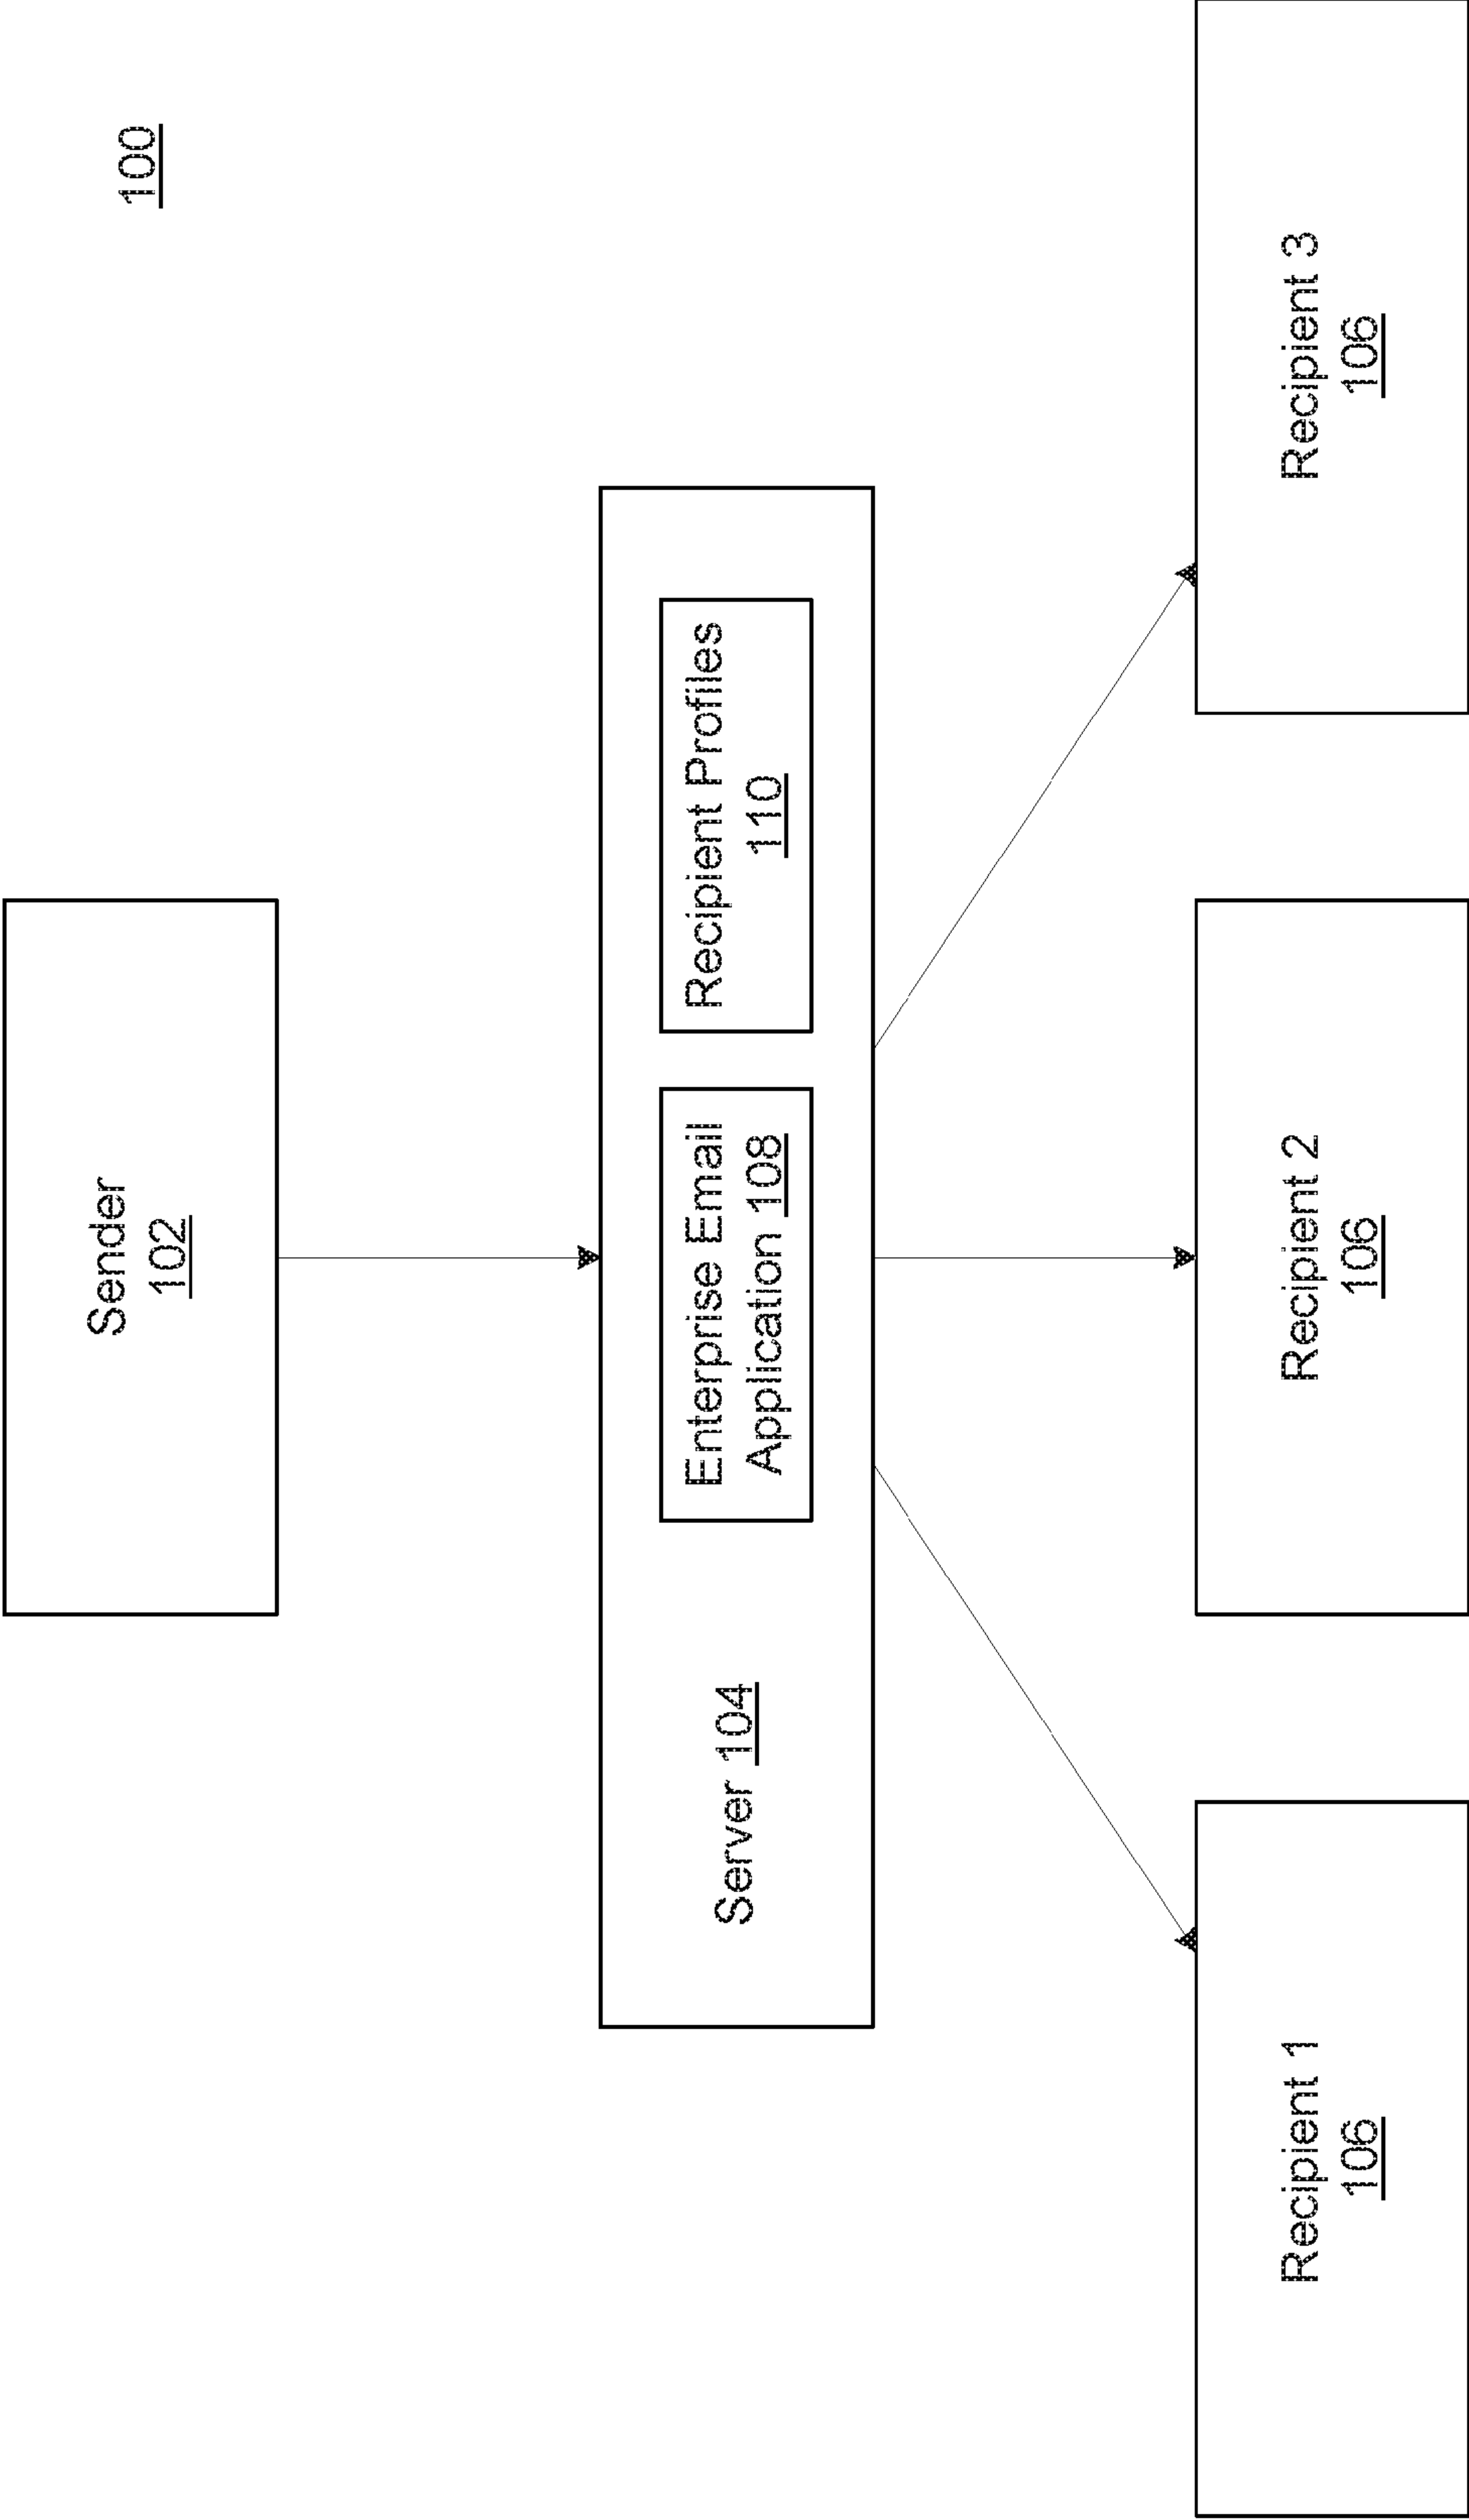 100
Sender
102
Server 104
Enterprise Email
Application 108
Recipient Profiles
110
Recipient 1
106
Recipient 2
106
Recipient 3
106